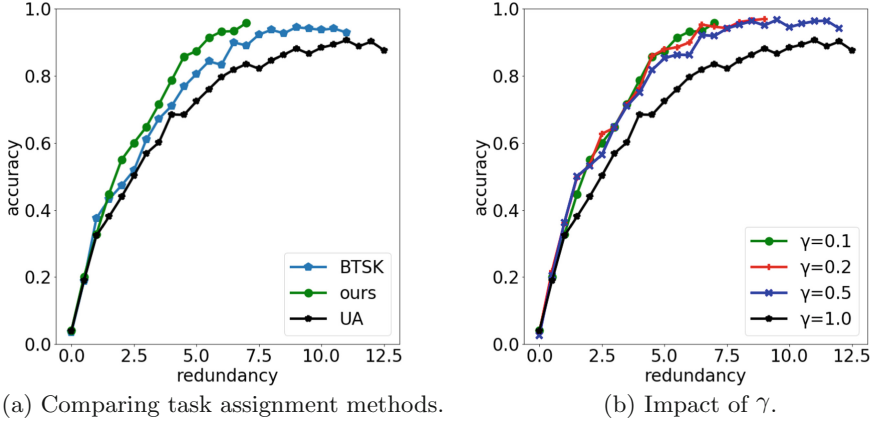 1.0
0.8
0.6
0.4
0.2
0.0
accuracy
BTSK
ours
UA
0.0 2.5 5.0 7.5 10.0 12.5
redundancy
(a) Comparing task assignment methods.
1.0
0.8
0.6
0.4
0.2
0.0
accuracy
γ=0.1
γ=0.2
γ=0.5
γ=1.0
0.0 2.5 5.0 7.5 10.0 12.5
redundancy
(b) Impact of γ.